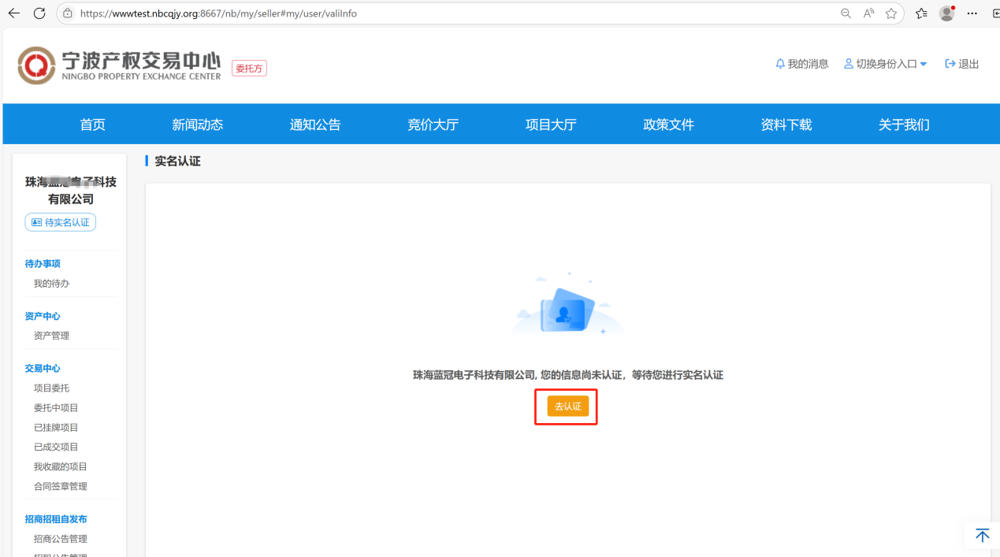 https://wwwtest.nbcqjy.org:8667/nb/my/seller#my/user/valiInfo
宁波产权交易中心
NINGBO PROPERTY EXCHANGE CENTER
委托方
我的消息
切换身份入口
退出
首页
新闻动态
通知公告
竞价大厅
项目大厅
政策文件
资料下载
关于我们
珠海 电子科技
有限公司
待实名认证
待办事项
我的待办
资产中心
资产管理
交易中心
项目委托
委托中项目
已挂牌项目
已成交项目
我收藏的项目
合同签章管理
招商招租自发布
招商公告管理
招租公告管理
实名认证
珠海蓝冠电子科技有限公司, 您的信息尚未认证，等待您进行实名认证
去认证